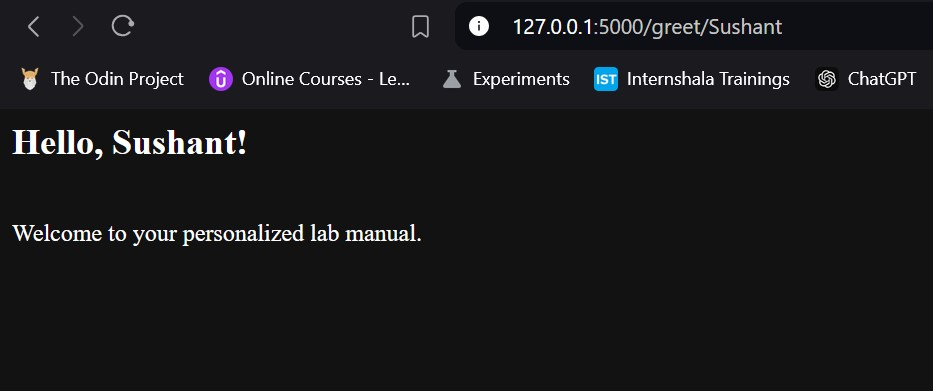 127.0.0.1:5000/greet/Sushant
The Odin Project Online Courses - Le... Experiments IST Internshala Trainings ChatGPT
Hello, Sushant!
Welcome to your personalized lab manual.